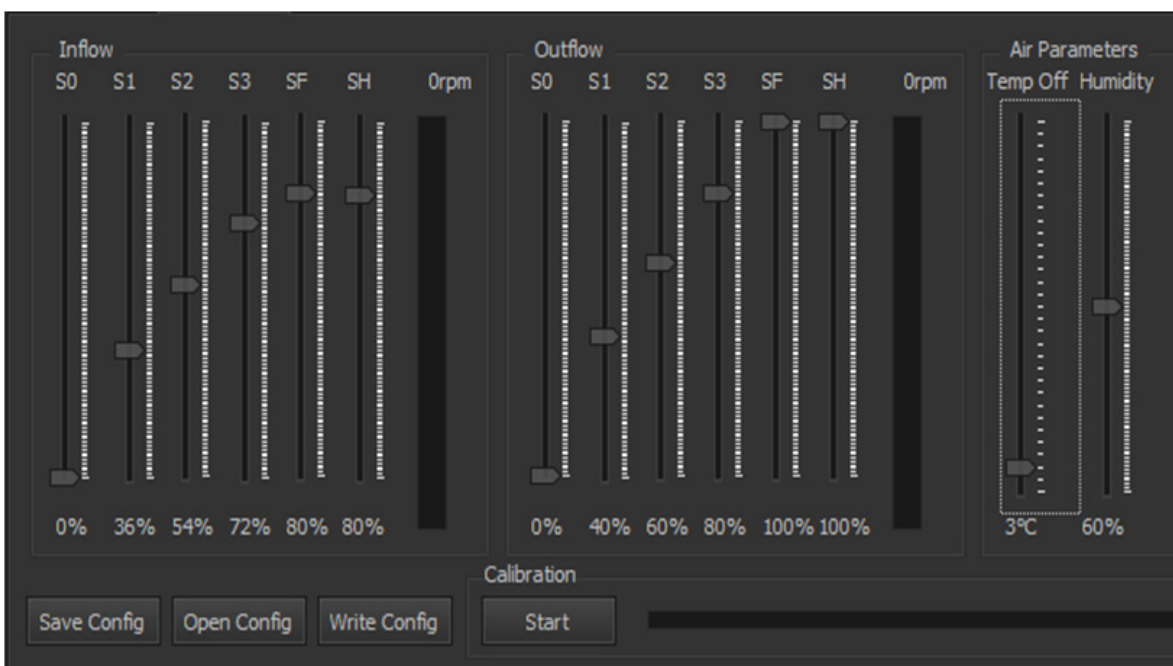 Inflow
S0 S1 S2 S3 SF SH 0rpm
0% 36% 54% 72% 80% 80%
Outflow
S0 S1 S2 S3 SF SH 0rpm
0% 40% 60% 80% 100% 100%
Air Parameters
Temp Off Humidity
3°C 60%
Save Config Open Config Write Config
Calibration
Start